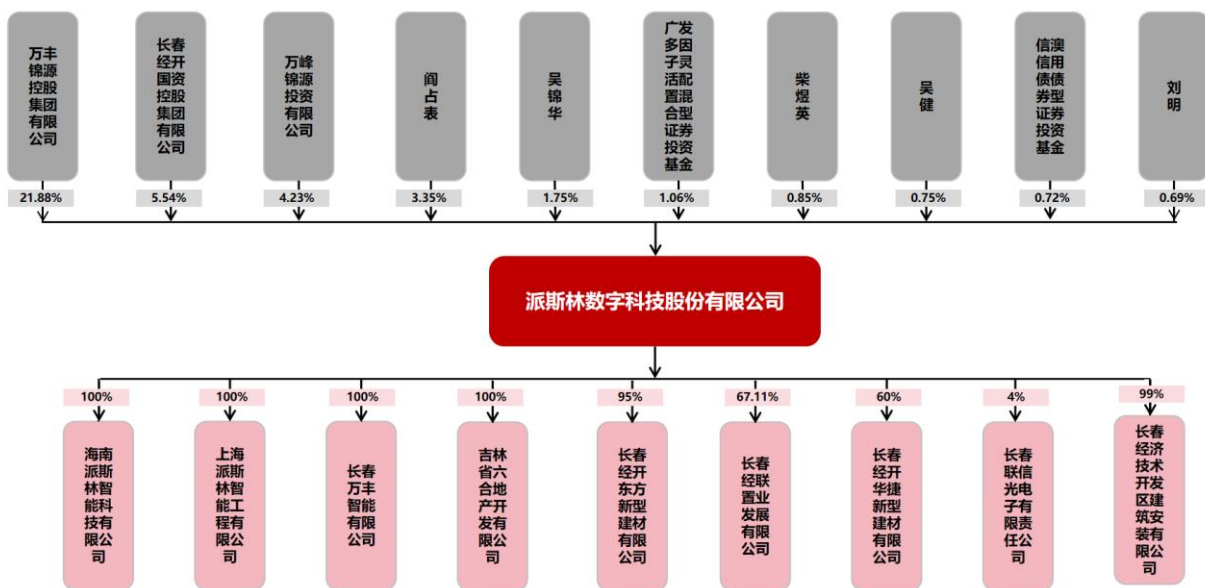 万丰锦源控股集团有限公司
长春经开国资控股集团有限公司
万峰锦源投资有限公司
阎占表
吴锦华
广发多因子灵活配置混合型证券投资基金
柴煜英
吴健
信澳信用债债券型证券投资基金
刘明
21.88%
5.54%
4.23%
3.35%
1.75%
1.06%
0.85%
0.75%
0.72%
0.69%
派斯林数字科技股份有限公司
100%
100%
100%
100%
95%
67.11%
60%
4%
99%
海南派斯林智能科技有限公司
上海派斯林智能工程有限公司
长春万丰智能有限公司
吉林省六合地产开发有限公司
长春经开东方新型建材有限公司
长春经联置业发展有限公司
长春经开华捷新型建材有限公司
长春联信光电子有限责任公司
长春经济技术开发区建筑安装有限公司